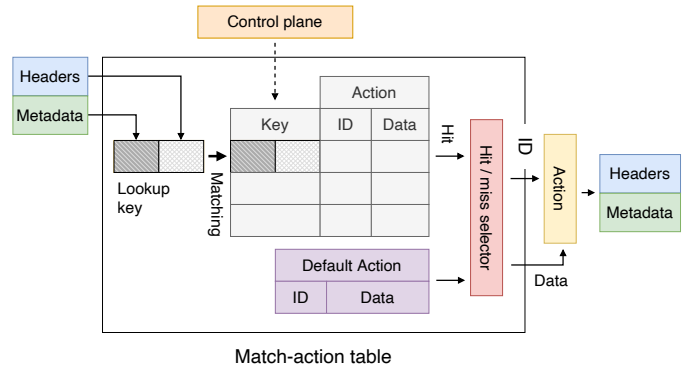 Control plane
Headers
Metadata
Action
Key
ID
Data
Lookup
key
Matching
Hit
Hit / miss selector
ID
Action
Headers
Metadata
Default Action
ID
Data
Data
Match-action table